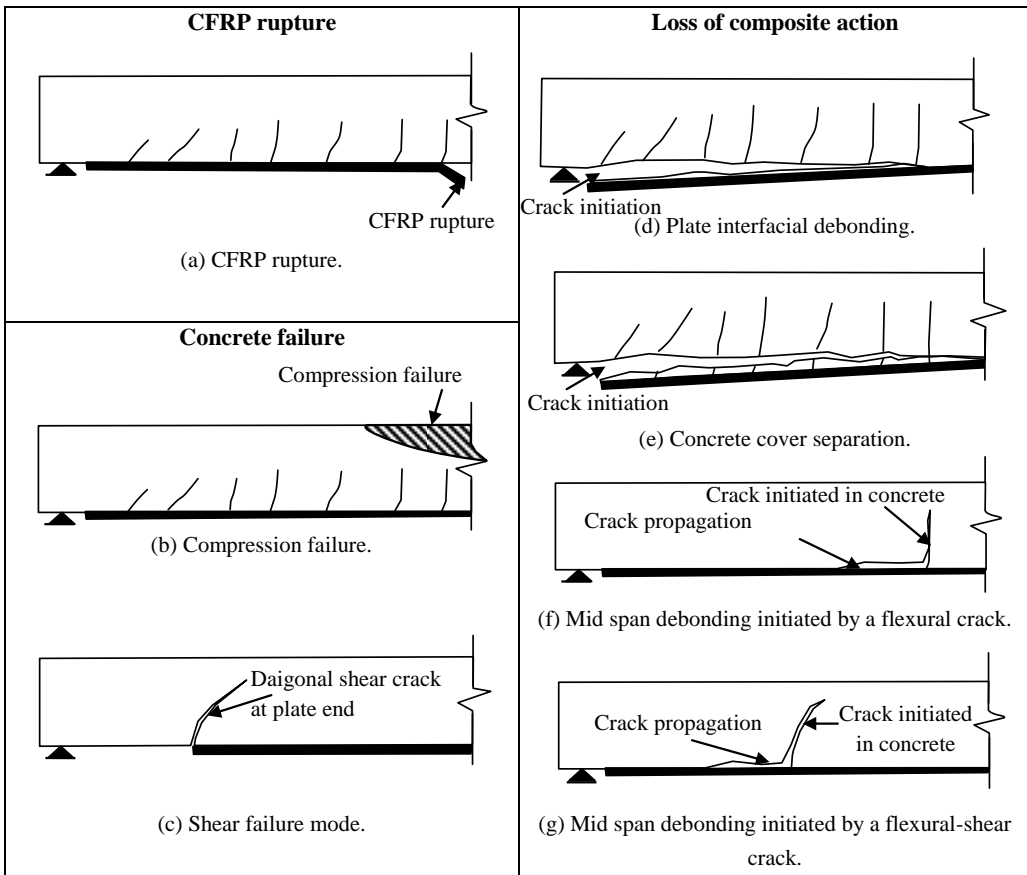 CFRP rupture
CFRP rupture
(a) CFRP rupture.
Concrete failure
Compression failure
(b) Compression failure.
Daigonal shear crack
at plate end
(c) Shear failure mode.
Loss of composite action
Crack initiation
(d) Plate interfacial debonding.
Crack initiation
(e) Concrete cover separation.
Crack initiated in concrete
Crack propagation
(f) Mid span debonding initiated by a flexural crack.
Crack propagation
Crack initiated
in concrete
(g) Mid span debonding initiated by a flexural-shear
crack.